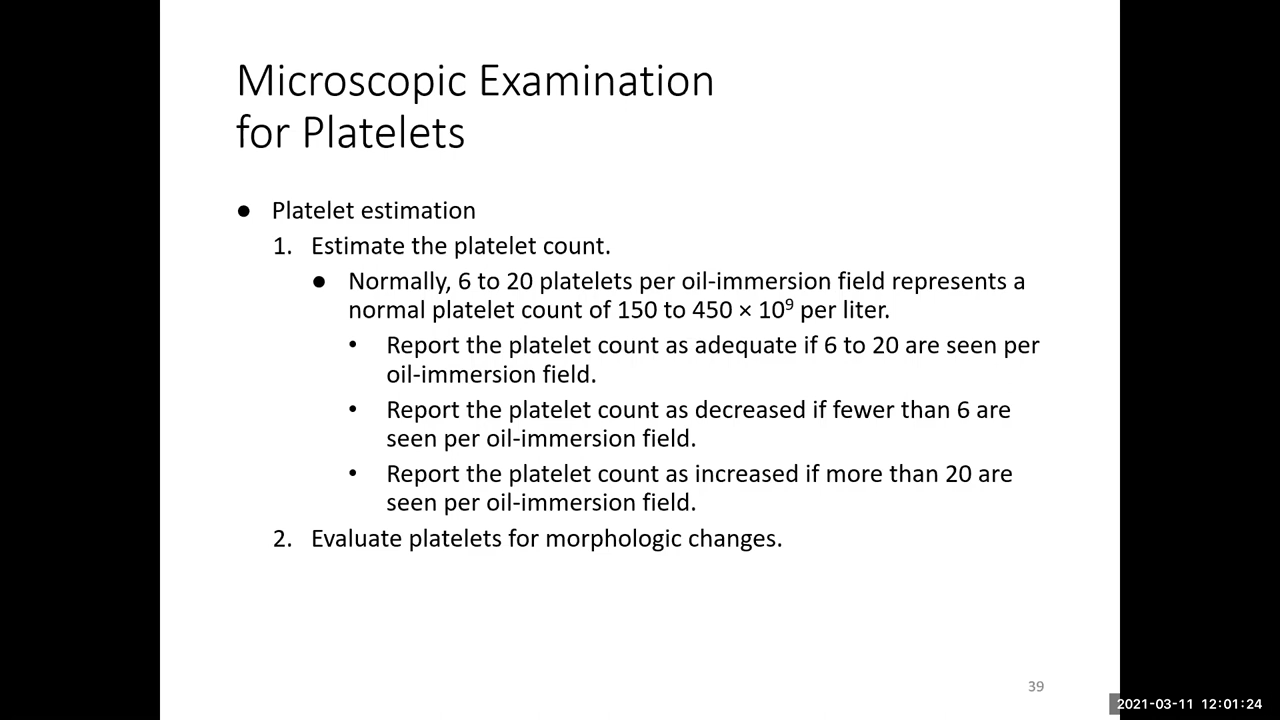 Microscopic Examination
for Platelets
● Platelet estimation
1. Estimate the platelet count.
● Normally, 6 to 20 platelets per oil-immersion field represents a
normal platelet count of 150 to 450 × 10⁹ per liter.
• Report the platelet count as adequate if 6 to 20 are seen per
oil-immersion field.
• Report the platelet count as decreased if fewer than 6 are
seen per oil-immersion field.
• Report the platelet count as increased if more than 20 are
seen per oil-immersion field.
2. Evaluate platelets for morphologic changes.
39
2021-03-11 12:01:24